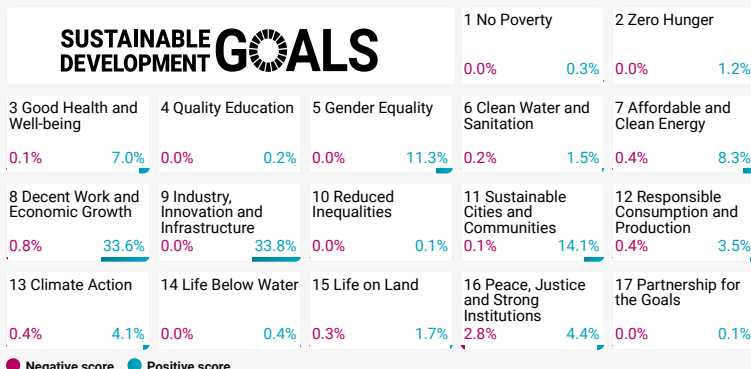 SUSTAINABLE
DEVELOPMENT
GOALS
1 No Poverty
0.0% 0.3%
2 Zero Hunger
0.0% 1.2%
3 Good Health and
Well-being
0.1% 7.0%
4 Quality Education
0.0% 0.2%
5 Gender Equality
0.0% 11.3%
6 Clean Water and
Sanitation
0.2% 1.5%
7 Affordable and
Clean Energy
0.4% 8.3%
8 Decent Work and
Economic Growth
0.8% 33.6%
9 Industry,
Innovation and
Infrastructure
0.0% 33.8%
10 Reduced
Inequalities
0.0% 0.1%
11 Sustainable
Cities and
Communities
0.1% 14.1%
12 Responsible
Consumption and
Production
0.4% 3.5%
13 Climate Action
0.4% 4.1%
14 Life Below Water
0.0% 0.4%
15 Life on Land
0.3% 1.7%
16 Peace, Justice
and Strong
Institutions
2.8% 4.4%
17 Partnership for
the Goals
0.0% 0.1%
Negative score Positive score